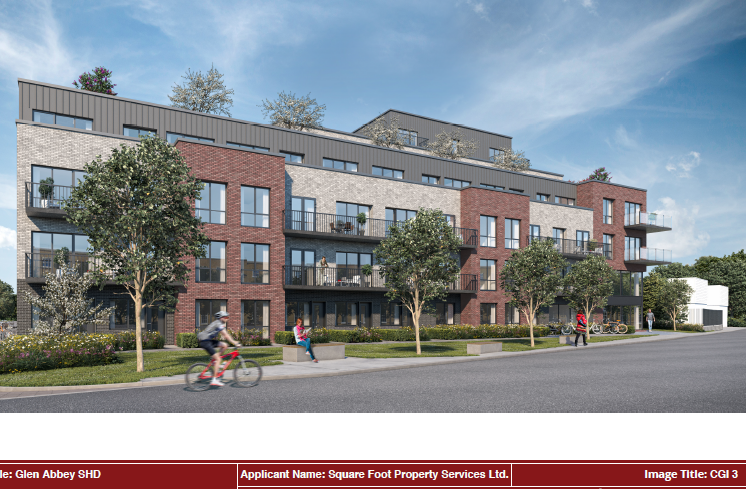 le: Glen Abbey SHD
Applicant Name: Square Foot Property Services Ltd.
Image Title: CGI 3